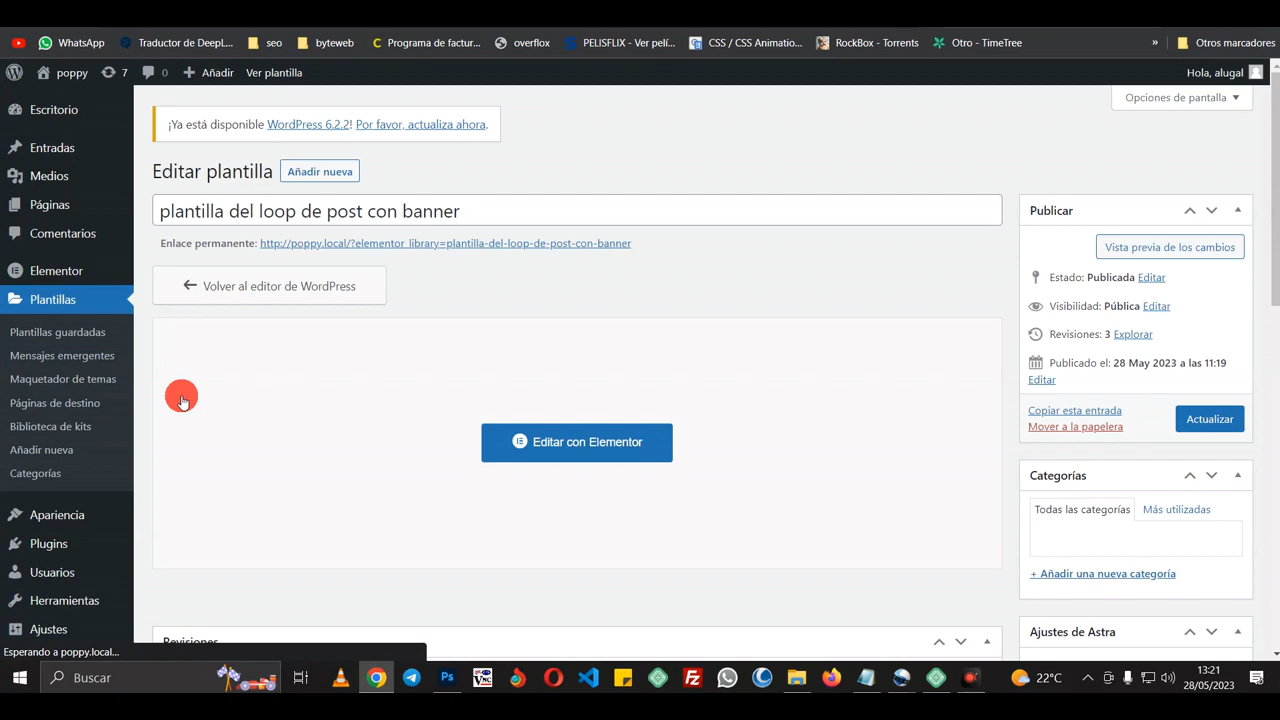 WhatsApp
Traductor de DeepL...
seo
byteweb
Programa de factur...
overflox
PELISFLIX - Ver pelí...
CSS / CSS Animatio...
RockBox - Torrents
Otro - TimeTree
»
Otros marcadores
poppy
7
0
Añadir
Ver plantilla
Hola, alugal
Opciones de pantalla
Escritorio
Entradas
Medios
Páginas
Comentarios
Elementor
Plantillas
Plantillas guardadas
Mensajes emergentes
Maquetador de temas
Páginas de destino
Biblioteca de kits
Añadir nueva
Categorías
Apariencia
Plugins
Usuarios
Herramientas
Ajustes
¡Ya está disponible WordPress 6.2.2! Por favor, actualiza ahora.
Editar plantilla
Añadir nueva
plantilla del loop de post con banner
Enlace permanente: http://poppy.local/?elementor_library=plantilla-del-loop-de-post-con-banner
Volver al editor de WordPress
Editar con Elementor
Revisiones
Publicar
Vista previa de los cambios
Estado: Publicada Editar
Visibilidad: Pública Editar
Revisiones: 3 Explorar
Publicado el: 28 May 2023 a las 11:19
Editar
Copiar esta entrada
Mover a la papelera
Actualizar
Categorías
Todas las categorías
Más utilizadas
+ Añadir una nueva categoría
Ajustes de Astra
Esperando a poppy.local...
Buscar
22°C
13:21
28/05/2023